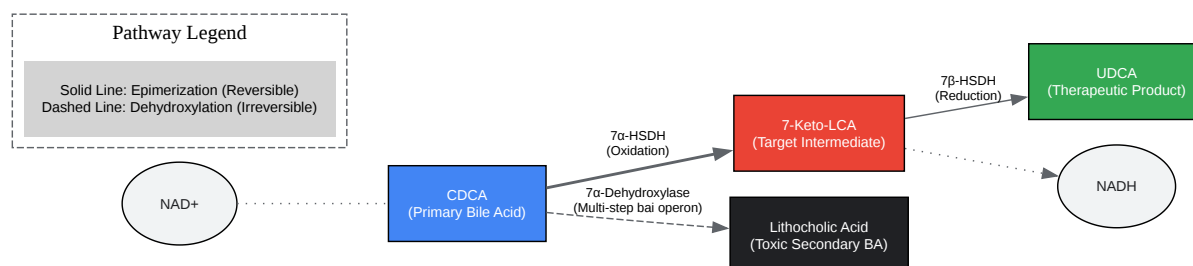 Pathway Legend
Solid Line: Epimerization (Reversible)
Dashed Line: Dehydroxylation (Irreversible)
NAD+
CDCA
(Primary Bile Acid)
7α-HSDH
(Oxidation)
7α-Dehydroxylase
(Multi-step bai operon)
7-Keto-LCA
(Target Intermediate)
Lithocholic Acid
(Toxic Secondary BA)
7β-HSDH
(Reduction)
UDCA
(Therapeutic Product)
NADH